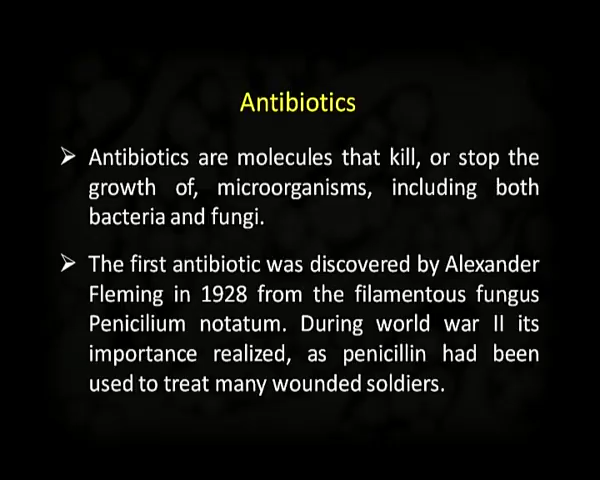 Antibiotics
➢ Antibiotics are molecules that kill, or stop the
growth of, microorganisms, including both
bacteria and fungi.
➢ The first antibiotic was discovered by Alexander
Fleming in 1928 from the filamentous fungus
Penicilium notatum. During world war II its
importance realized, as penicillin had been
used to treat many wounded soldiers.